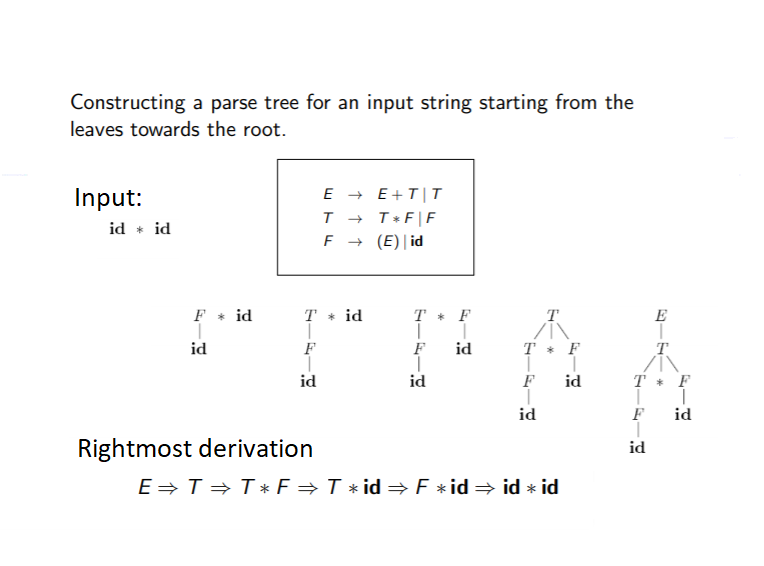 Constructing a parse tree for an input string starting from the
leaves towards the root.
Input:
id * id
E → E + T | T
T → T * F | F
F → (E) | id
F * id
id
T * id
F
id
T * F
F id
id
T
T * F
F id
id
E
T
T * F
F id
id
Rightmost derivation
E ⇒ T ⇒ T * F ⇒ T * id ⇒ F * id ⇒ id * id